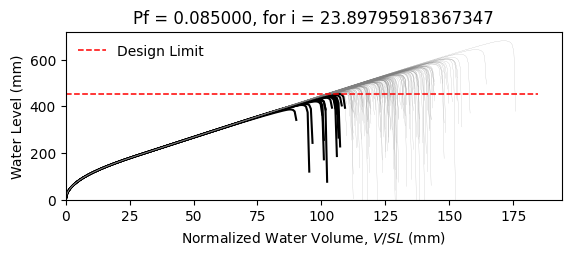 Pf = 0.085000, for i = 23.89795918367347
Design Limit
Water Level (mm)
600
400
200
0
0 25 50 75 100 125 150 175
Normalized Water Volume, V/SL (mm)